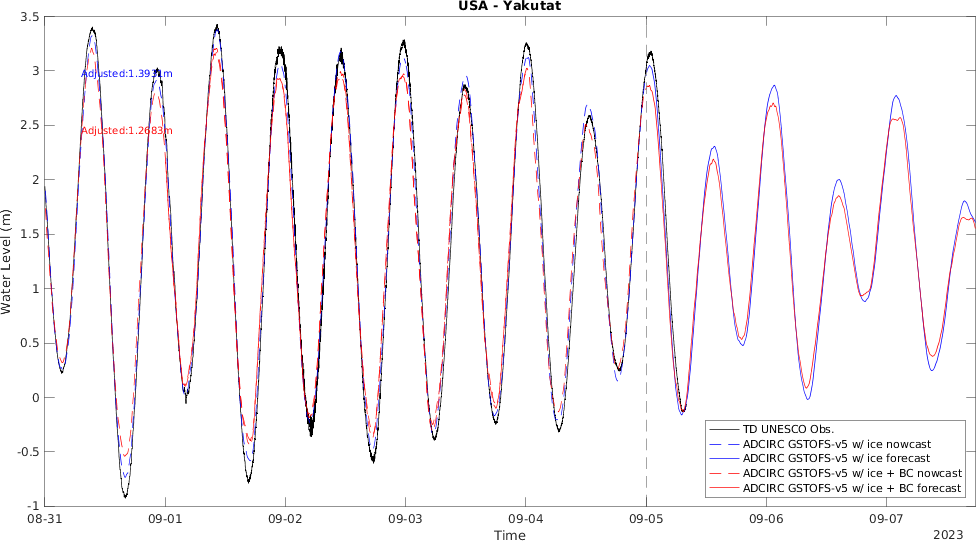 USA - Yakutat
3.5
3
2.5
2
1.5
1
0.5
0
-0.5
-1
Water Level (m)
Adjusted:1.3931m
Adjusted:1.2683m
TD UNESCO Obs.
ADCIRC GSTOFS-v5 w/ ice nowcast
ADCIRC GSTOFS-v5 w/ ice forecast
ADCIRC GSTOFS-v5 w/ ice + BC nowcast
ADCIRC GSTOFS-v5 w/ ice + BC forecast
08-31 09-01 09-02 09-03 09-04 09-05 09-06 09-07
Time
2023